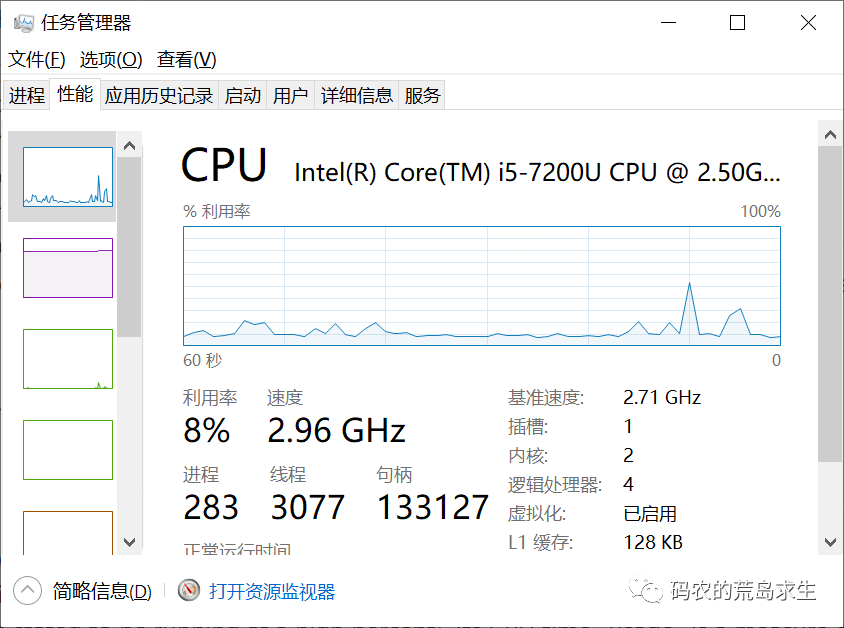 任务管理器
文件(F) 选项(O) 查看(V)
进程 性能 应用历史记录 启动 用户 详细信息 服务
CPU Intel(R) Core(TM) i5-7200U CPU @ 2.50G...
% 利用率 100%
60 秒 0
利用率 速度 基准速度: 2.71 GHz
8% 2.96 GHz 插槽: 1
内核: 2
进程 线程 句柄 逻辑处理器: 4
283 3077 133127 虚拟化: 已启用
正常运行时间 L1 缓存: 128 KB
简略信息(D) 打开资源监视器
码农的荒岛求生